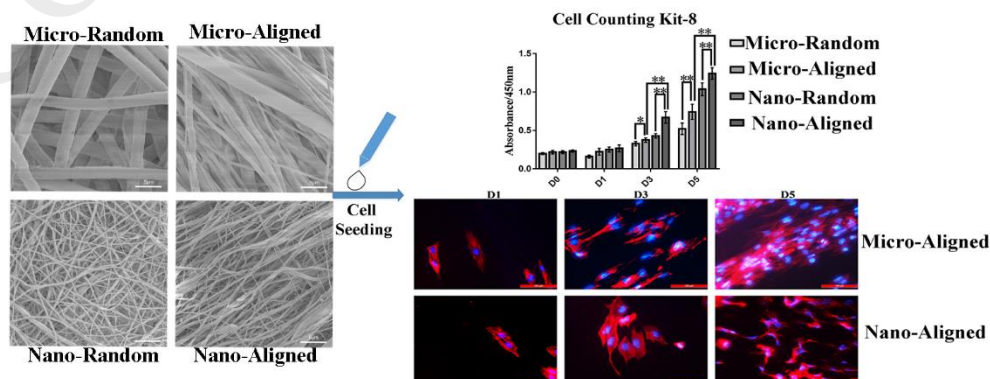 Micro-Random
Micro-Aligned
Nano-Random
Nano-Aligned
Cell
Seeding
Cell Counting Kit-8
Absorbance/450nm
1.5
1.0
0.5
0.0
D0
D1
D3
D5
*
**
**
**
**
**
Micro-Random
Micro-Aligned
Nano-Random
Nano-Aligned
D1
D3
D5
Micro-Aligned
Nano-Aligned